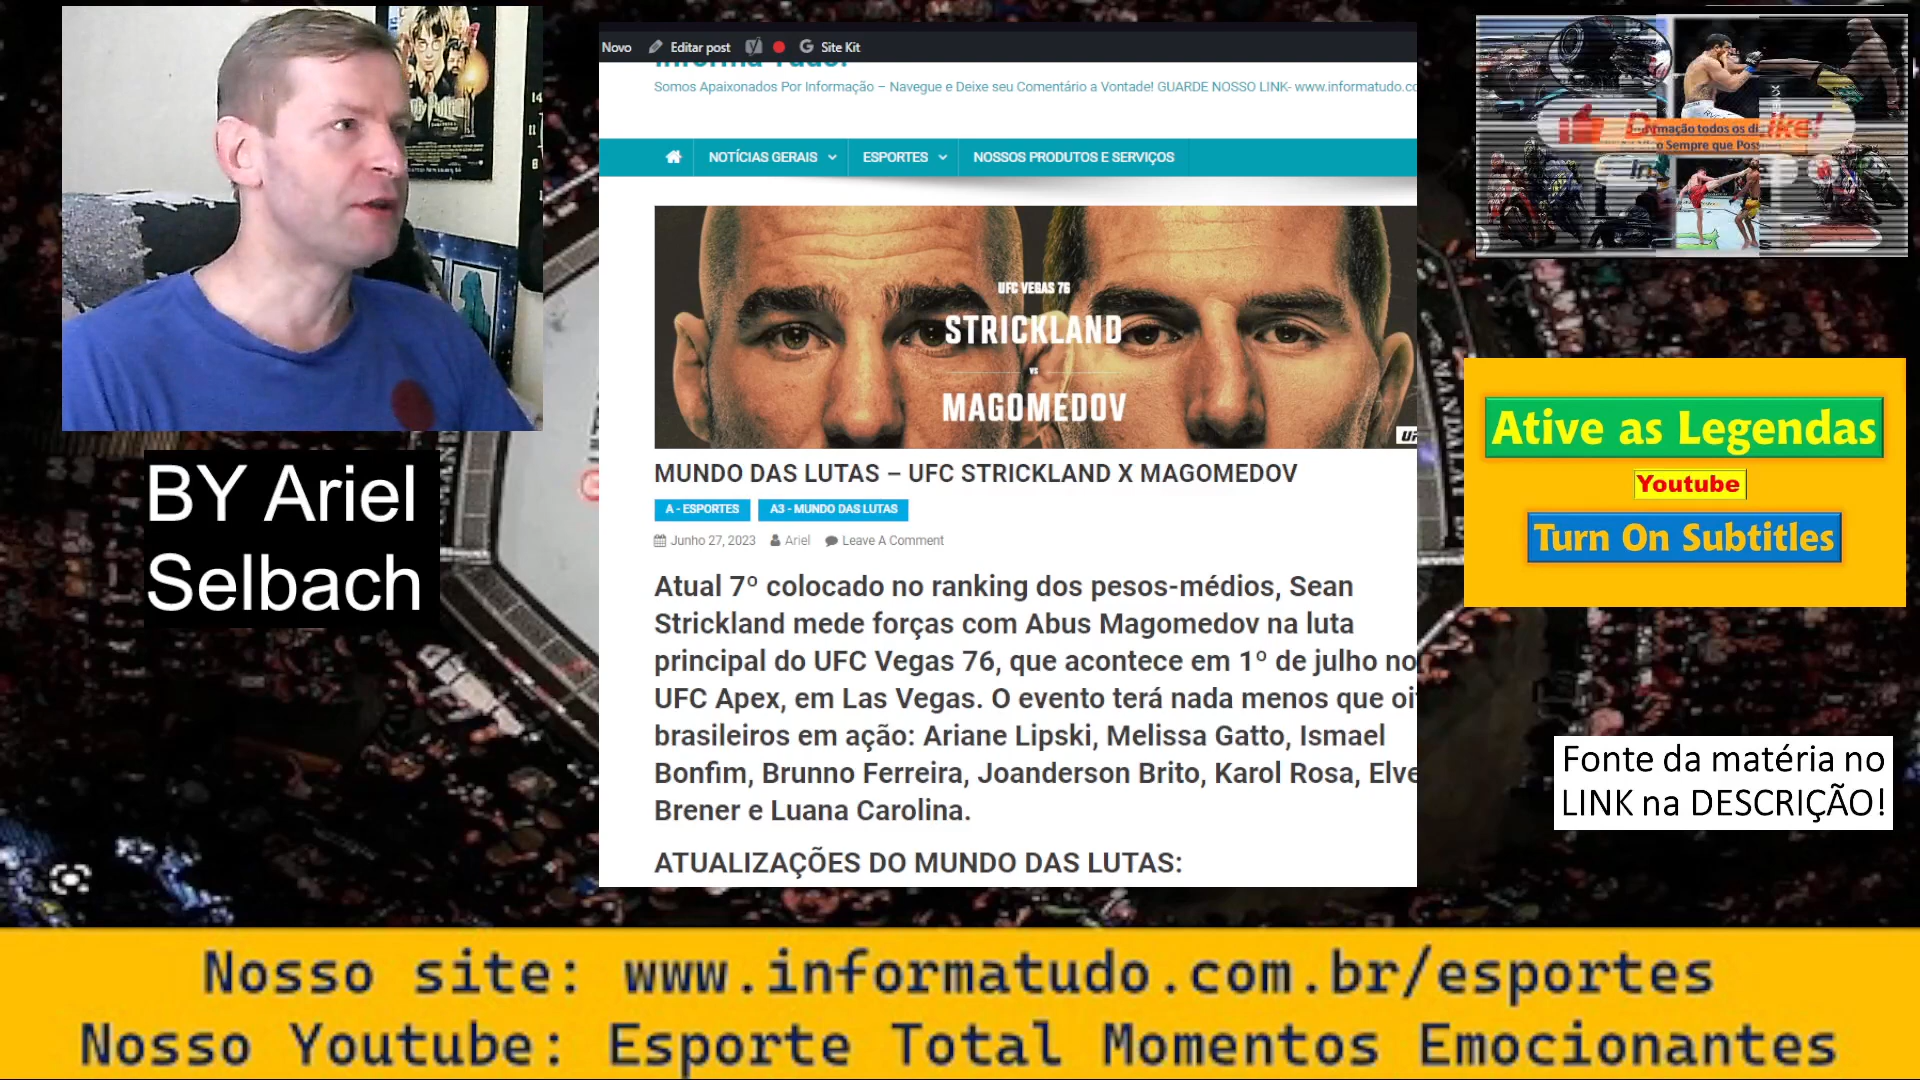 Novo Editar post Site Kit
Informa Tudo!
Somos Apaixonados Por Informação – Navegue e Deixe seu Comentário a Vontade! GUARDE NOSSO LINK- www.informatudo.co
NOTÍCIAS GERAIS ESPORTES NOSSOS PRODUTOS E SERVIÇOS
UFC VEGAS 76
STRICKLAND
VS
MAGOMEDOV
MUNDO DAS LUTAS – UFC STRICKLAND X MAGOMEDOV
A - ESPORTES A3 - MUNDO DAS LUTAS
Junho 27, 2023 Ariel Leave A Comment
Atual 7º colocado no ranking dos pesos-médios, Sean
Strickland mede forças com Abus Magomedov na luta
principal do UFC Vegas 76, que acontece em 1º de julho no
UFC Apex, em Las Vegas. O evento terá nada menos que oi
brasileiros em ação: Ariane Lipski, Melissa Gatto, Ismael
Bonfim, Brunno Ferreira, Joanderson Brito, Karol Rosa, Elve
Brener e Luana Carolina.
ATUALIZAÇÕES DO MUNDO DAS LUTAS:
BY Ariel
Selbach
Ative as Legendas
Youtube
Turn On Subtitles
Fonte da matéria no
LINK na DESCRIÇÃO!
Nosso site: www.informatudo.com.br/esportes
Nosso Youtube: Esporte Total Momentos Emocionantes